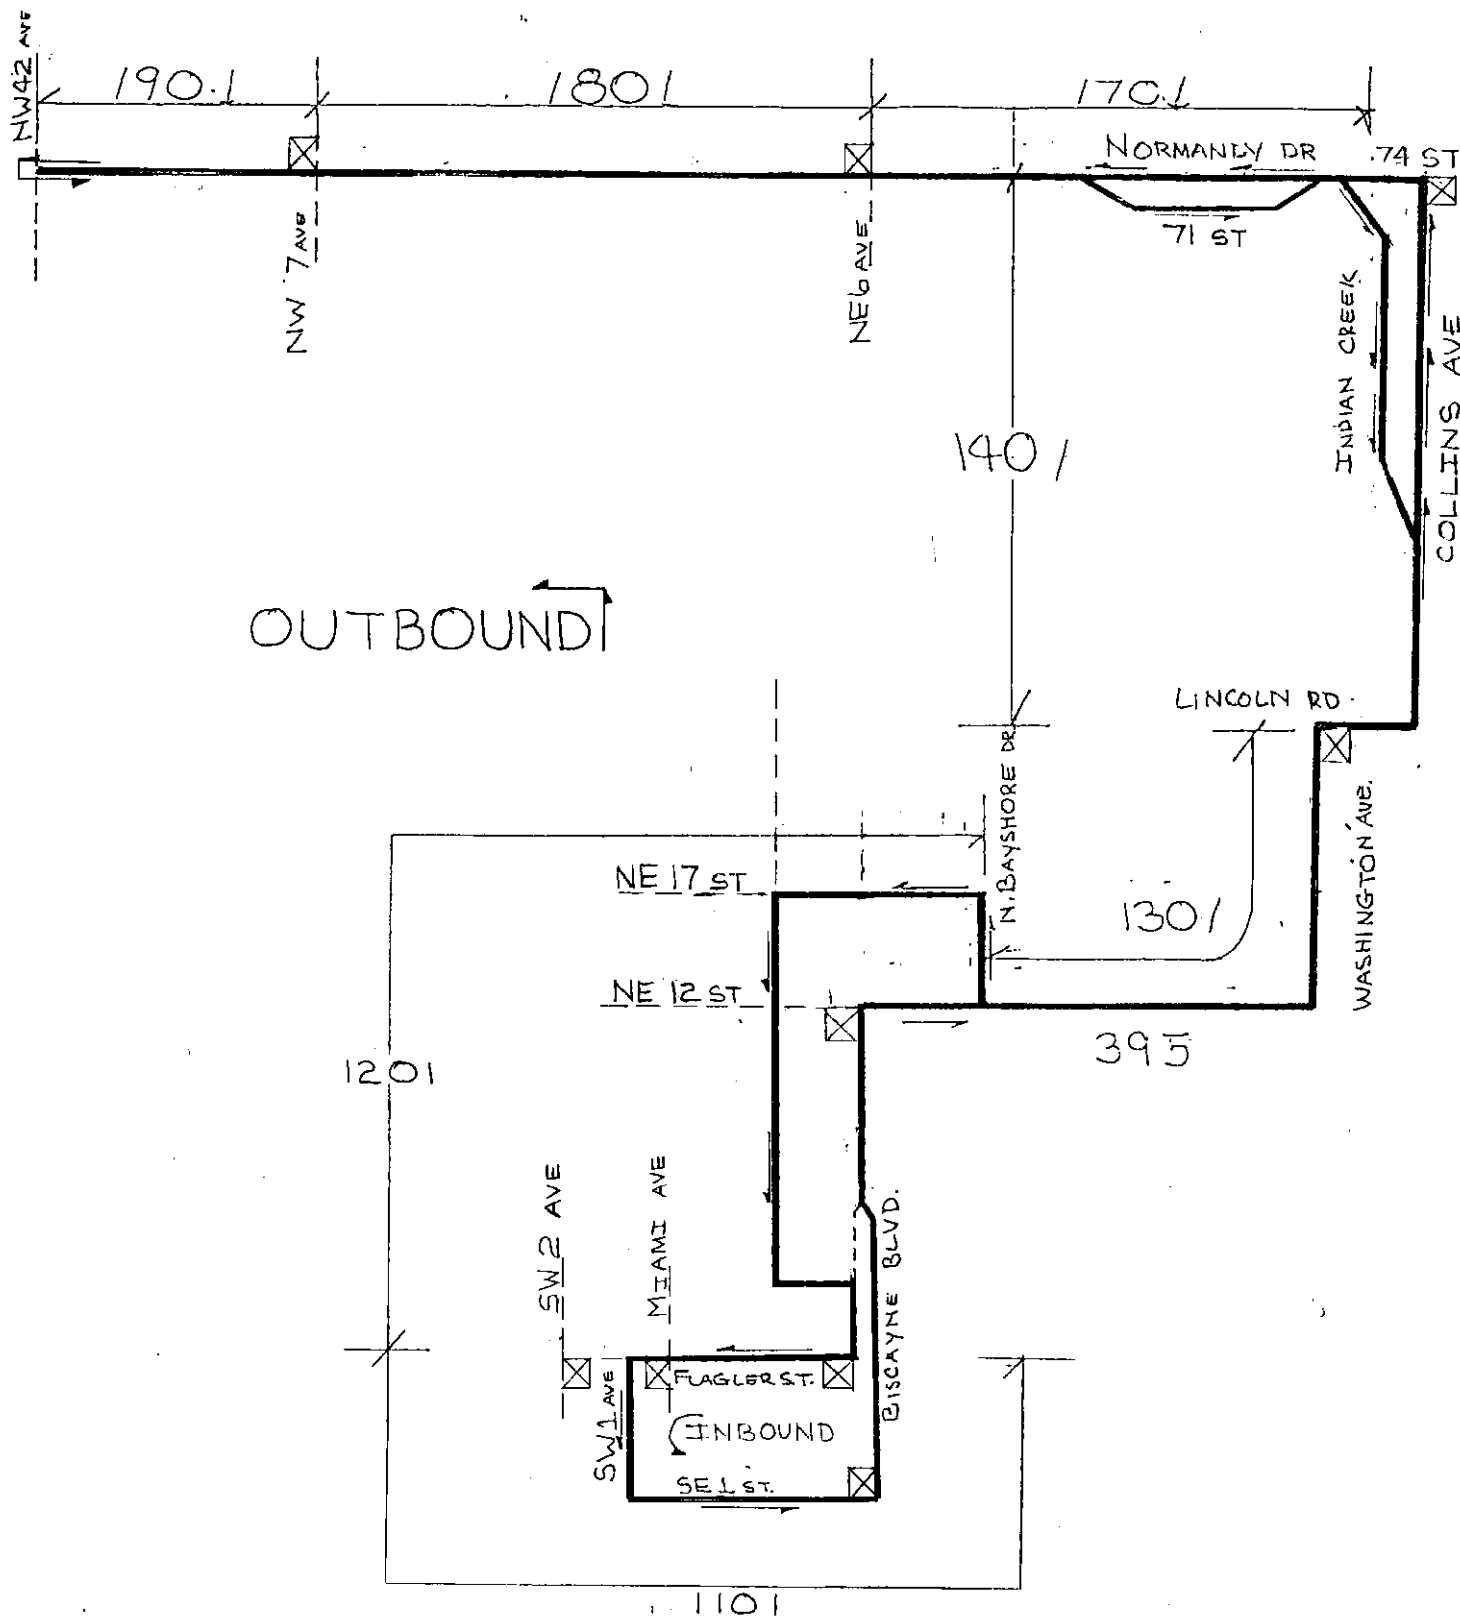 NW 42 AVE
190.1
1801
170.1
NORMANDY DR
74 ST
71 ST
NW 7 AVE
NE 6 AVE
INDIAN CREEK
COLLINS AVE
1401
OUTBOUND
LINCOLN RD.
N. BAYSHORE DR
WASHINGTON AVE.
NE 17 ST
1301
NE 12 ST
395
1201
SW 2 AVE
MIAMI AVE
BISCAYNE BLVD.
FLAGLER ST.
SW 1 AVE
INBOUND
SE 1 ST.
1101